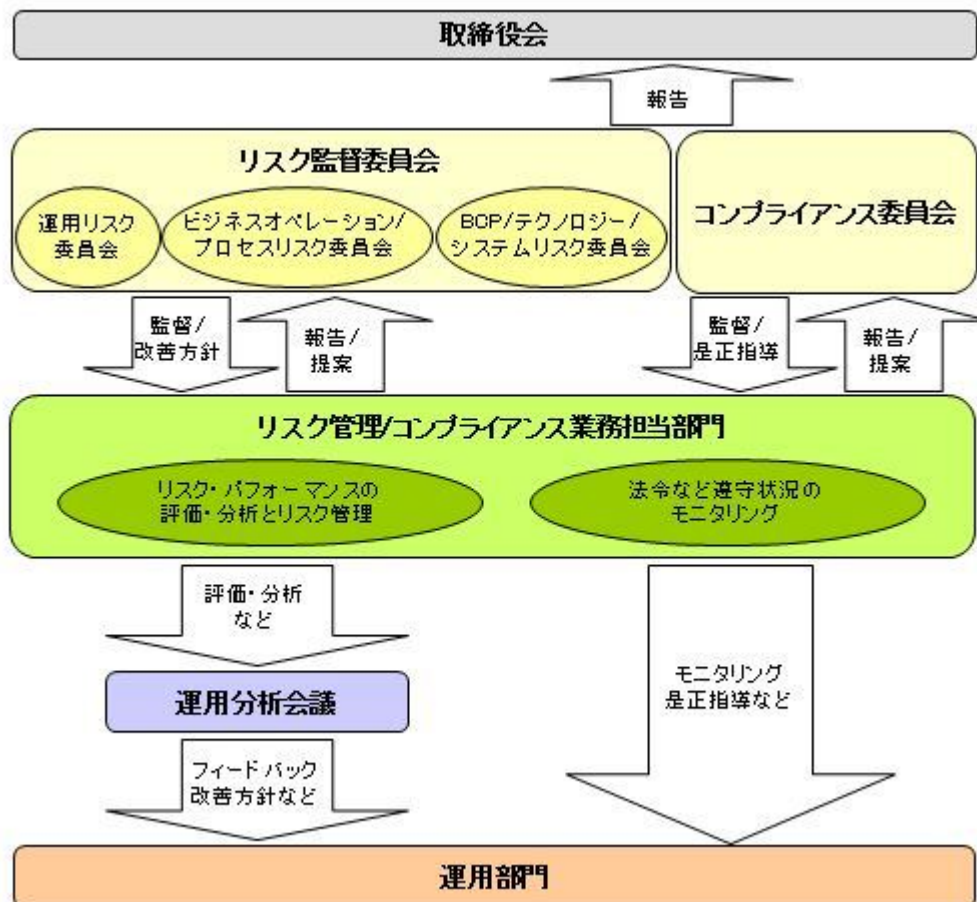 取締役会
報告
リスク監督委員会
運用リスク
委員会
ビジネスオペレーション/
プロセスリスク委員会
BCP/テクノロジー/
システムリスク委員会
コンプライアンス委員会
監督/
改善方針
報告/
提案
監督/
是正指導
報告/
提案
リスク管理/コンプライアンス業務担当部門
リスク・パフォーマンスの
評価・分析とリスク管理
法令など遵守状況の
モニタリング
評価・分析
など
運用分析会議
モニタリング
是正指導など
フィードバック
改善方針など
運用部門